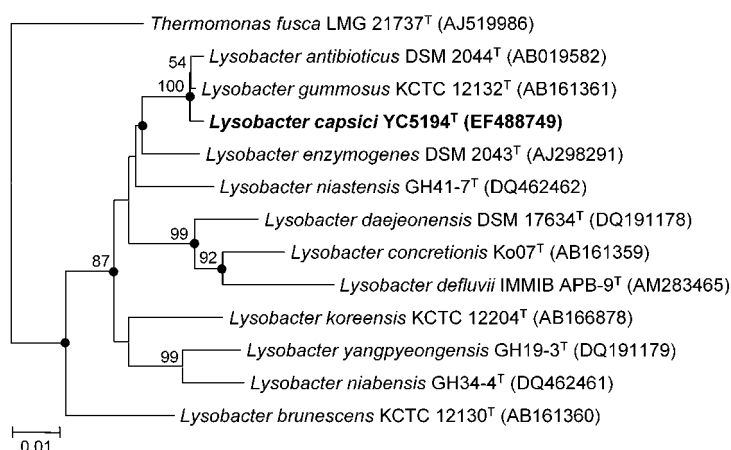 Thermomonas fusca LMG 21737ᵀ (AJ519986)
54
Lysobacter antibioticus DSM 2044ᵀ (AB019582)
100
Lysobacter gummosus KCTC 12132ᵀ (AB161361)
Lysobacter capsici YC5194ᵀ (EF488749)
Lysobacter enzymogenes DSM 2043ᵀ (AJ298291)
Lysobacter niastensis GH41-7ᵀ (DQ462462)
Lysobacter daejeonensis DSM 17634ᵀ (DQ191178)
99
92
Lysobacter concretionis Ko07ᵀ (AB161359)
87
Lysobacter defluvii IMMIB APB-9ᵀ (AM283465)
Lysobacter koreensis KCTC 12204ᵀ (AB166878)
99
Lysobacter yangpyeongensis GH19-3ᵀ (DQ191179)
Lysobacter niabensis GH34-4ᵀ (DQ462461)
Lysobacter brunescens KCTC 12130ᵀ (AB161360)
0.01